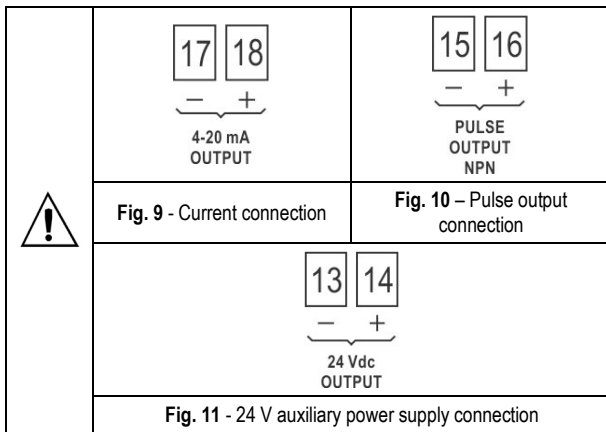 17 18
− +
4-20 mA
OUTPUT
Fig. 9 - Current connection
15 16
− +
PULSE
OUTPUT
NPN
Fig. 10 – Pulse output
connection
!
13 14
− +
24 Vdc
OUTPUT
Fig. 11 - 24 V auxiliary power supply connection